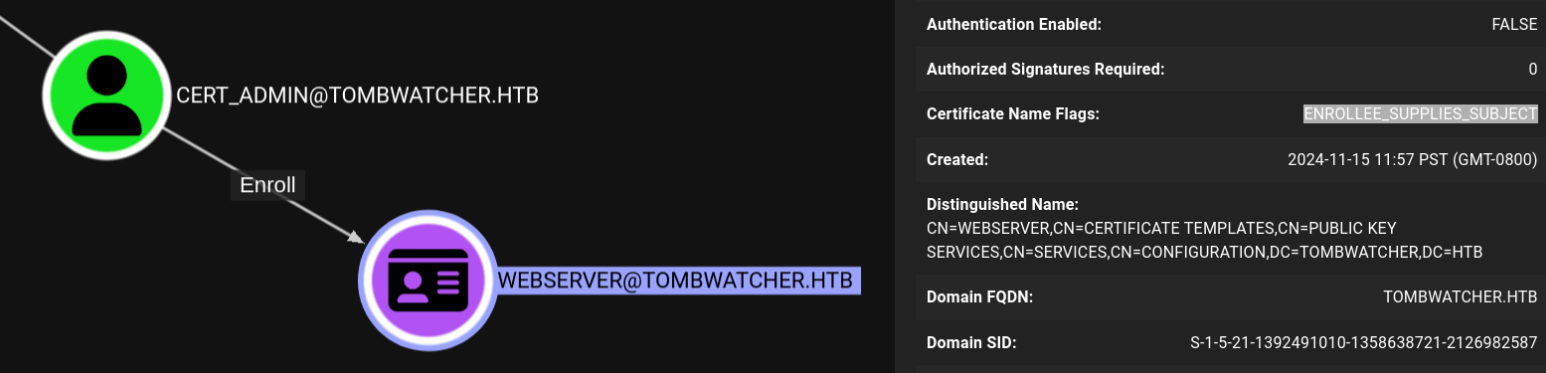 CERT_ADMIN@TOMBWATCHER.HTB
Enroll
WEBSERVER@TOMBWATCHER.HTB
Authentication Enabled: FALSE
Authorized Signatures Required: 0
Certificate Name Flags: ENROLLEE_SUPPLIES_SUBJECT
Created: 2024-11-15 11:57 PST (GMT-0800)
Distinguished Name:
CN=WEBSERVER,CN=CERTIFICATE TEMPLATES,CN=PUBLIC KEY
SERVICES,CN=SERVICES,CN=CONFIGURATION,DC=TOMBWATCHER,DC=HTB
Domain FQDN: TOMBWATCHER.HTB
Domain SID: S-1-5-21-1392491010-1358638721-2126982587